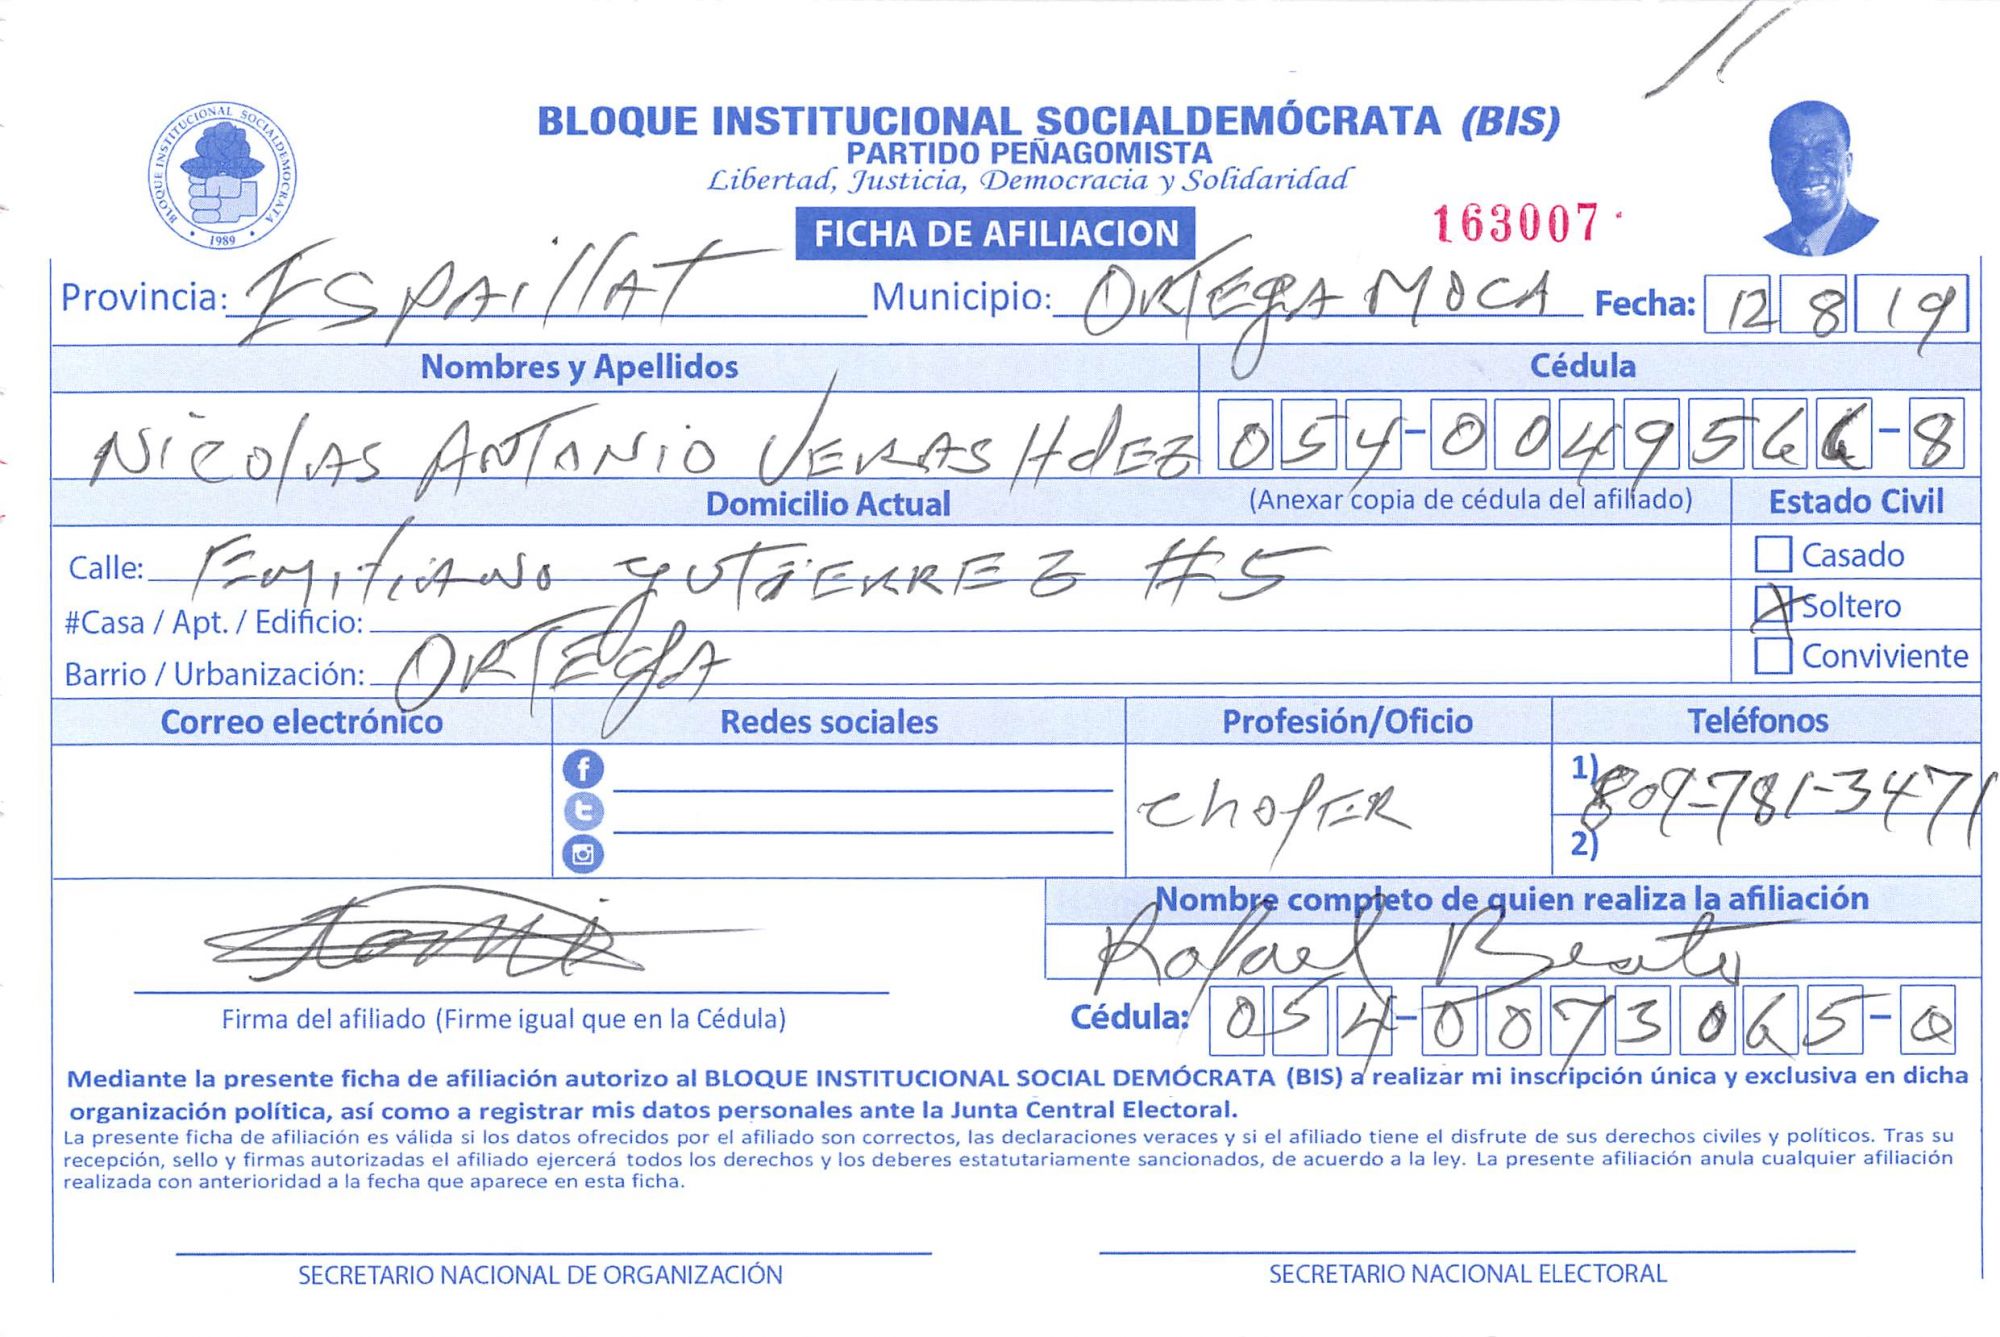 BLOQUE INSTITUCIONAL SOCIALDEMOCRATA
1989
BLOQUE INSTITUCIONAL SOCIALDEMÓCRATA (BIS)
PARTIDO PEÑAGOMISTA
Libertad, Justicia, Democracia y Solidaridad
FICHA DE AFILIACION
163007
Provincia: ESPAillAT Municipio: ORTEGA MOCA Fecha: 12 8 19
Nombres y Apellidos Cédula
NicolAS ANTONIO VERAS HdEZ 054-0049566-8
Domicilio Actual (Anexar copia de cédula del afiliado) Estado Civil
Calle: EmiliANO GUTIERREZ #5 Casado
#Casa / Apt. / Edificio: X Soltero
Barrio / Urbanización: ORTEGA Conviviente
Correo electrónico Redes sociales Profesión/Oficio Teléfonos
chofER 1) 809-781-3471
2)
Nombre completo de quien realiza la afiliación
Rafael Beato
Firma del afiliado (Firme igual que en la Cédula) Cédula: 054-0073065-0
Mediante la presente ficha de afiliación autorizo al BLOQUE INSTITUCIONAL SOCIAL DEMÓCRATA (BIS) a realizar mi inscripción única y exclusiva en dicha
organización política, así como a registrar mis datos personales ante la Junta Central Electoral.
La presente ficha de afiliación es válida si los datos ofrecidos por el afiliado son correctos, las declaraciones veraces y si el afiliado tiene el disfrute de sus derechos civiles y políticos. Tras su
recepción, sello y firmas autorizadas el afiliado ejercerá todos los derechos y los deberes estatutariamente sancionados, de acuerdo a la ley. La presente afiliación anula cualquier afiliación
realizada con anterioridad a la fecha que aparece en esta ficha.
SECRETARIO NACIONAL DE ORGANIZACIÓN SECRETARIO NACIONAL ELECTORAL